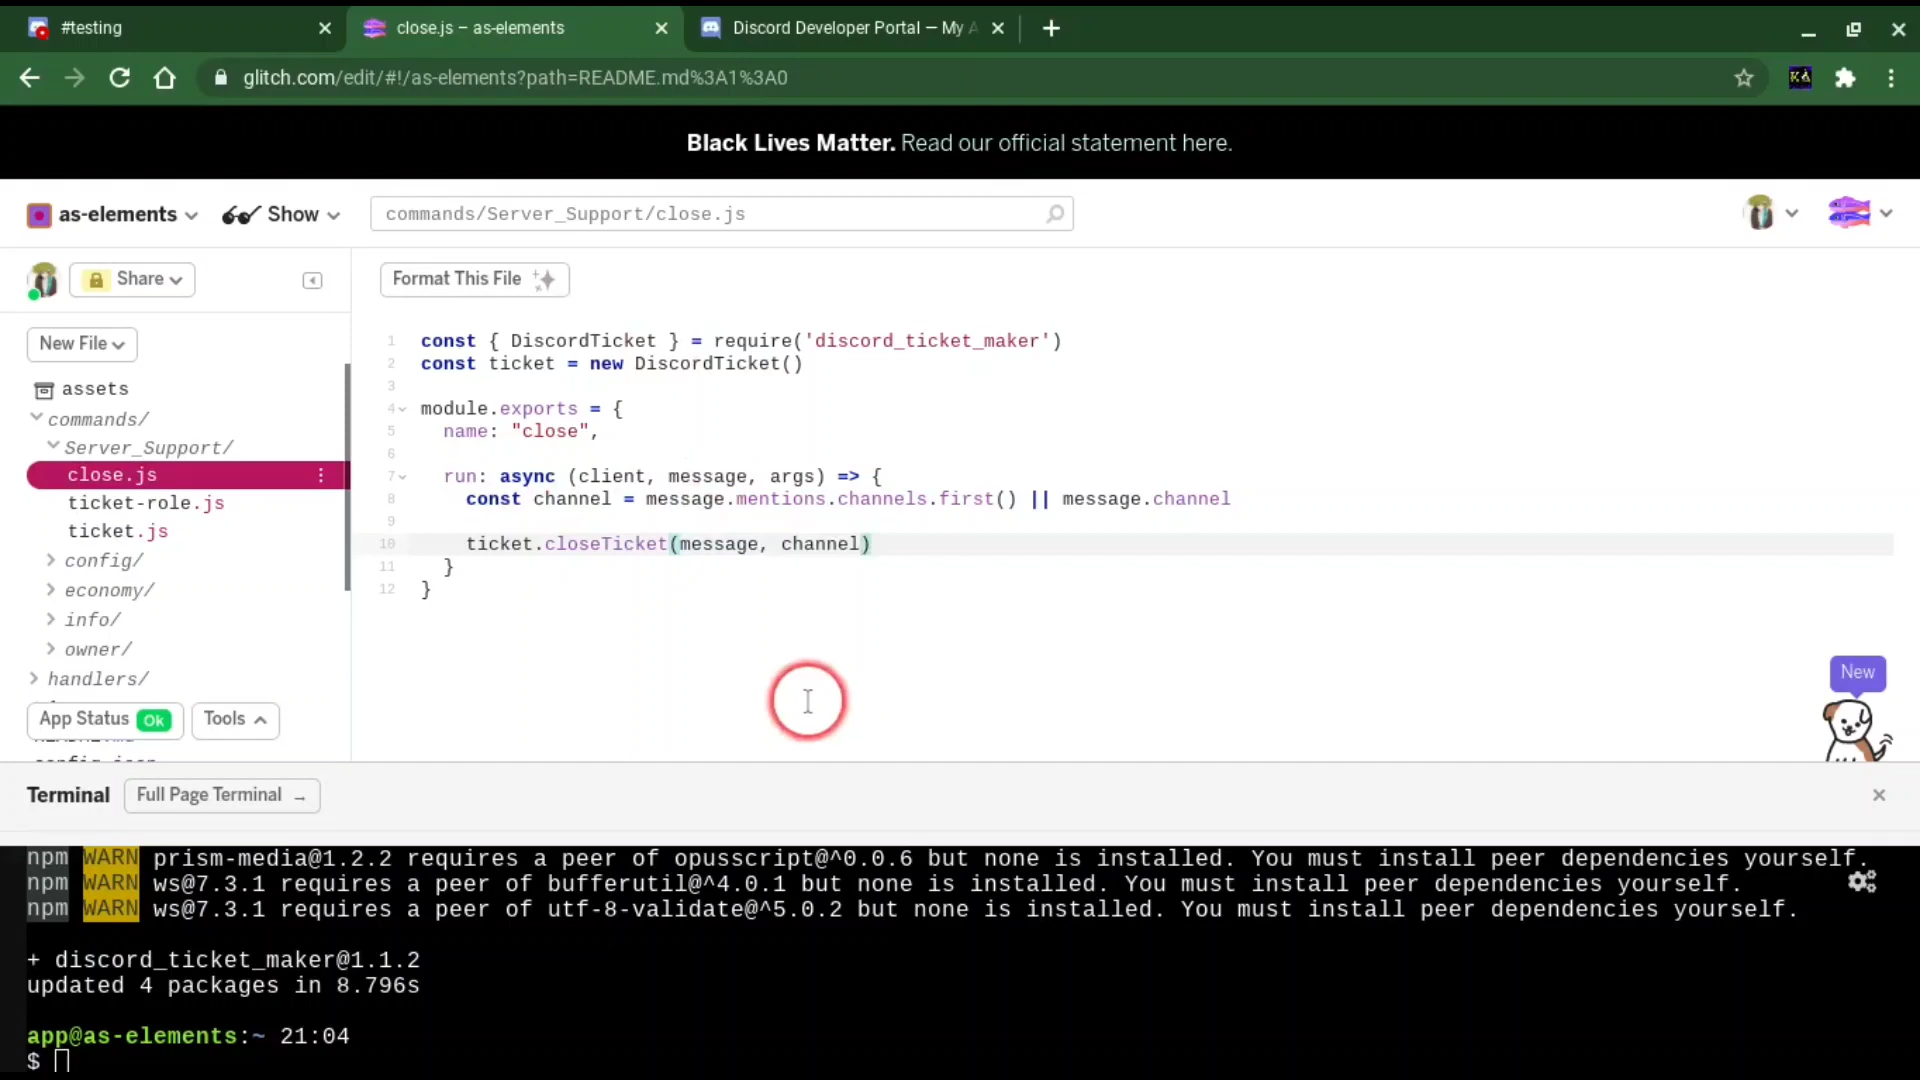 #testing
close.js – as-elements
Discord Developer Portal — My A
glitch.com/edit/#!/as-elements?path=README.md%3A1%3A0
KA
Black Lives Matter. Read our official statement here.
as-elements
Show
commands/Server_Support/close.js
Share
Format This File
New File
assets
commands/
Server_Support/
close.js
ticket-role.js
ticket.js
config/
economy/
info/
owner/
handlers/
App Status Ok
Tools
1 const { DiscordTicket } = require('discord_ticket_maker')
2 const ticket = new DiscordTicket()
3
4 module.exports = {
5 name: "close",
6
7 run: async (client, message, args) => {
8 const channel = message.mentions.channels.first() || message.channel
9
10 ticket.closeTicket(message, channel)
11 }
12 }
New
Terminal
Full Page Terminal →
npm WARN prism-media@1.2.2 requires a peer of opusscript@^0.0.6 but none is installed. You must install peer dependencies yourself.
npm WARN ws@7.3.1 requires a peer of bufferutil@^4.0.1 but none is installed. You must install peer dependencies yourself.
npm WARN ws@7.3.1 requires a peer of utf-8-validate@^5.0.2 but none is installed. You must install peer dependencies yourself.
+ discord_ticket_maker@1.1.2
updated 4 packages in 8.796s
app@as-elements:~ 21:04
$